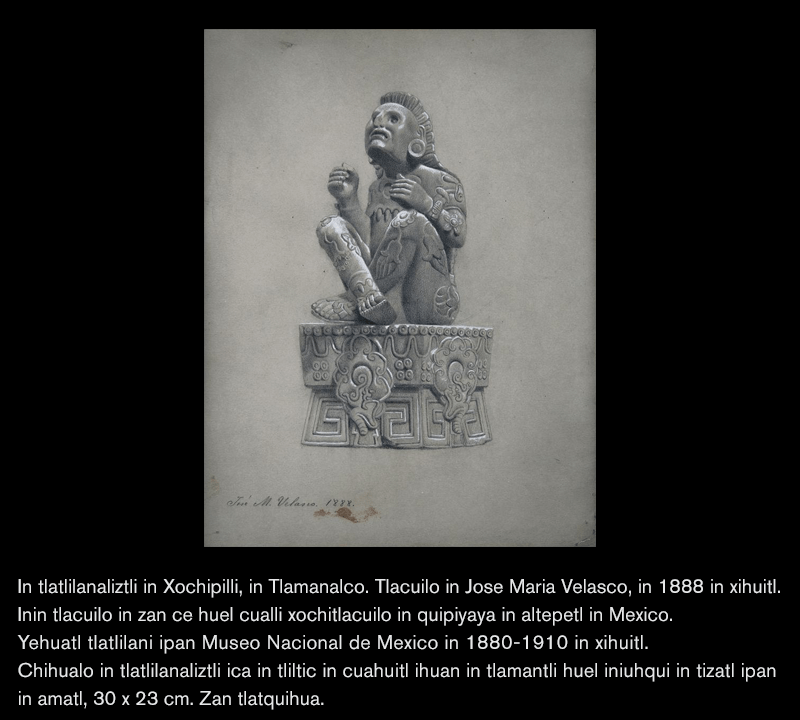 José M. Velasco. 1888.
In tlatlilanaliztli in Xochipilli, in Tlamanalco. Tlacuilo in Jose Maria Velasco, in 1888 in xihuitl.
Inin tlacuilo in zan ce huel cualli xochitlacuilo in quipiyaya in altepetl in Mexico.
Yehuatl tlatlilani ipan Museo Nacional de Mexico in 1880-1910 in xihuitl.
Chihualo in tlatlilanaliztli ica in tliltic in cuahuitl ihuan in tlamantli huel iniuhqui in tizatl ipan
in amatl, 30 x 23 cm. Zan tlatquihua.